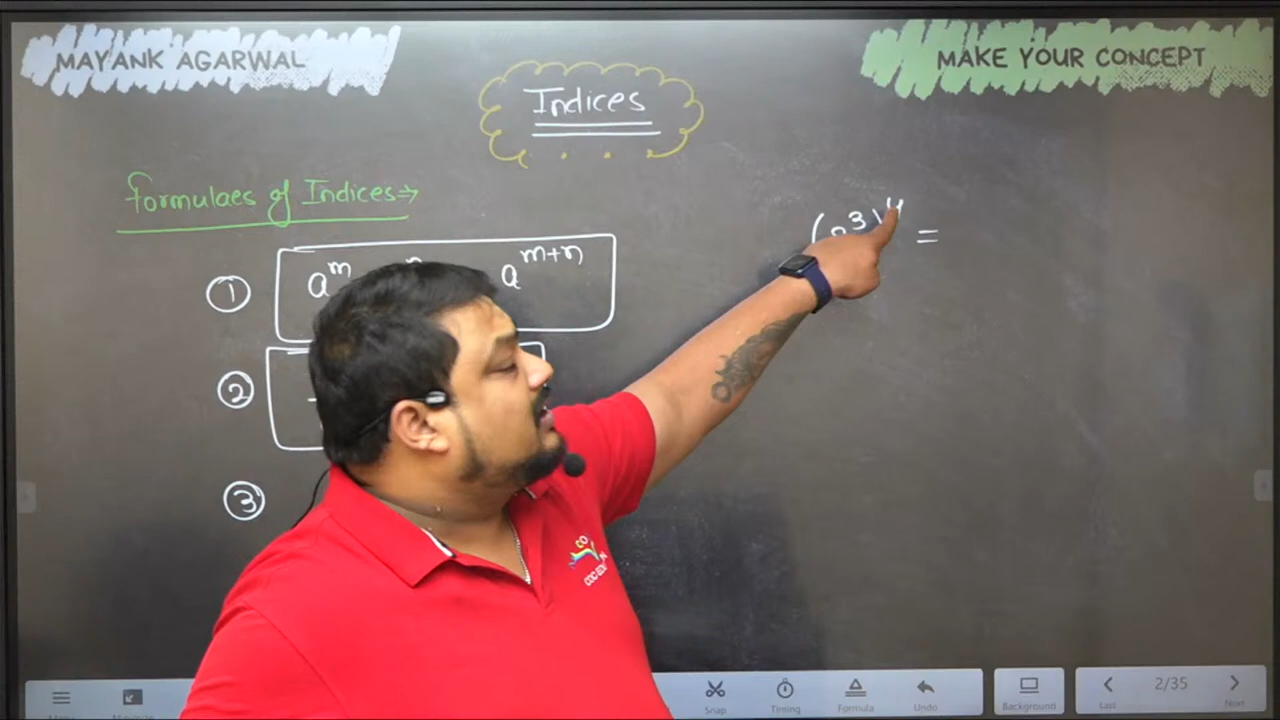 MAYANK AGARWAL
MAKE YOUR CONCEPT
Indices
Formulaes of Indices⇒
① a^m a^m+n
②
③
( ³)⁴ =
Snap Timing Formula Undo Background Last 2/35 Next